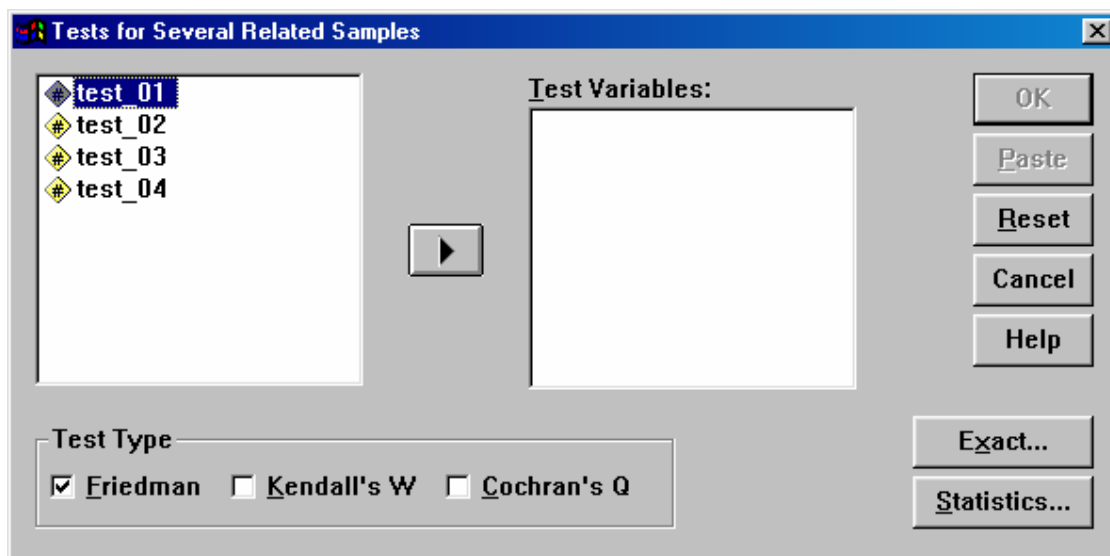 Tests for Several Related Samples
test_01
test_02
test_03
test_04
Test Variables:
OK
Paste
Reset
Cancel
Help
Test Type
Friedman
Kendall's W
Cochran's Q
Exact...
Statistics...